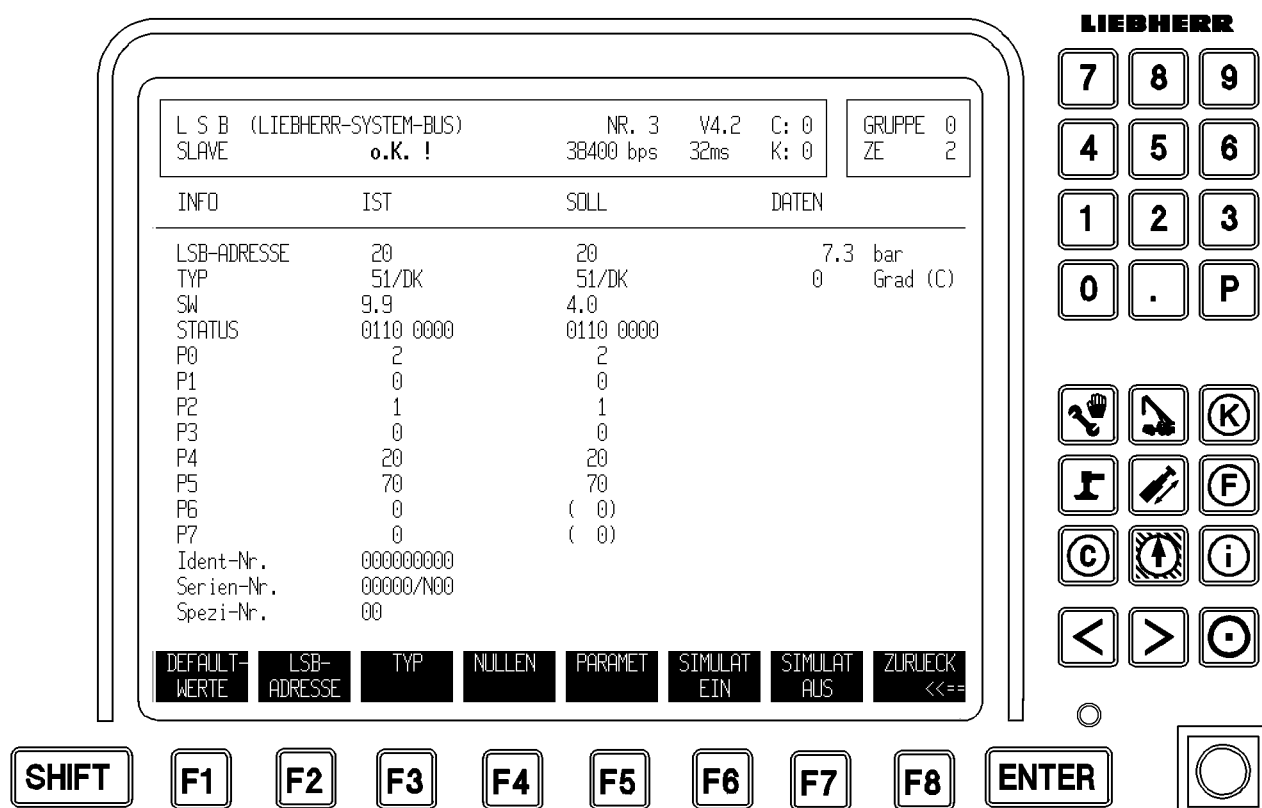 LIEBHERR
L S B (LIEBHERR-SYSTEM-BUS) NR. 3 V4.2 C: 0 GRUPPE 0
SLAVE o.K. ! 38400 bps 32ms K: 0 ZE 2
INFO IST SOLL DATEN
LSB-ADRESSE 20 20 7.3 bar
TYP 51/DK 51/DK 0 Grad (C)
SW 9.9 4.0
STATUS 0110 0000 0110 0000
P0 2 2
P1 0 0
P2 1 1
P3 0 0
P4 20 20
P5 70 70
P6 0 ( 0)
P7 0 ( 0)
Ident-Nr. 000000000
Serien-Nr. 00000/N00
Spezi-Nr. 00
DEFAULT- LSB- TYP NULLEN PARAMET SIMULAT SIMULAT ZURUECK
WERTE ADRESSE EIN AUS <<==
7 8 9
4 5 6
1 2 3
0 . P
K
F
C i
< >
SHIFT F1 F2 F3 F4 F5 F6 F7 F8 ENTER